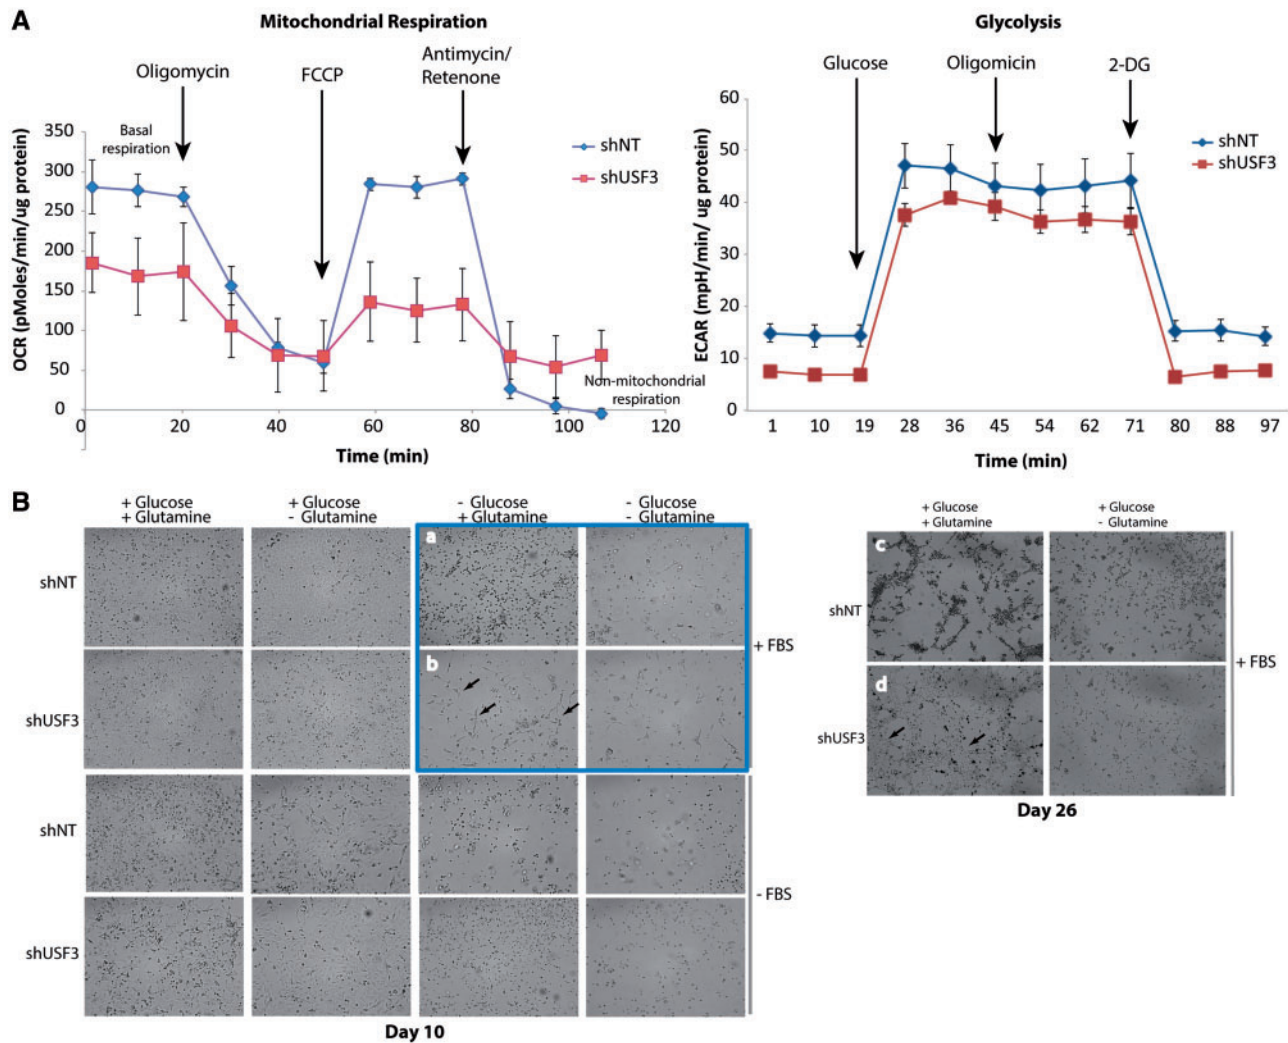 A
Mitochondrial Respiration
Oligomycin
FCCP
Antimycin/
Retenone
Basal
respiration
shNT
shUSF3
350
300
250
200
150
100
50
0
OCR (pMoles/min/ug protein)
Non-mitochondrial
respiration
0 20 40 60 80 100 120
Time (min)
Glycolysis
Glucose
Oligomicin
2-DG
shNT
shUSF3
60
50
40
30
20
10
0
ECAR (mpH/min/ ug protein)
1 10 19 28 36 45 54 62 71 80 88 97
Time (min)
B
+ Glucose
+ Glutamine
+ Glucose
- Glutamine
- Glucose
+ Glutamine
- Glucose
- Glutamine
shNT
a
shUSF3
b
+ FBS
shNT
shUSF3
- FBS
Day 10
+ Glucose
+ Glutamine
+ Glucose
- Glutamine
shNT
c
shUSF3
d
+ FBS
Day 26